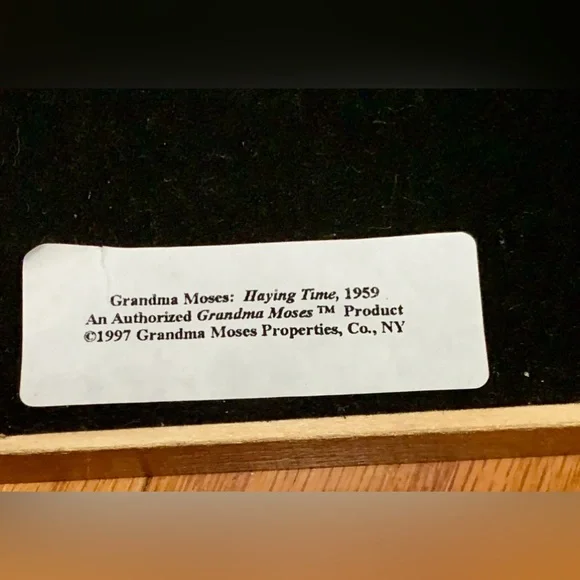 Grandma Moses: Haying Time, 1959
An Authorized Grandma Moses ™ Product
©1997 Grandma Moses Properties, Co., NY